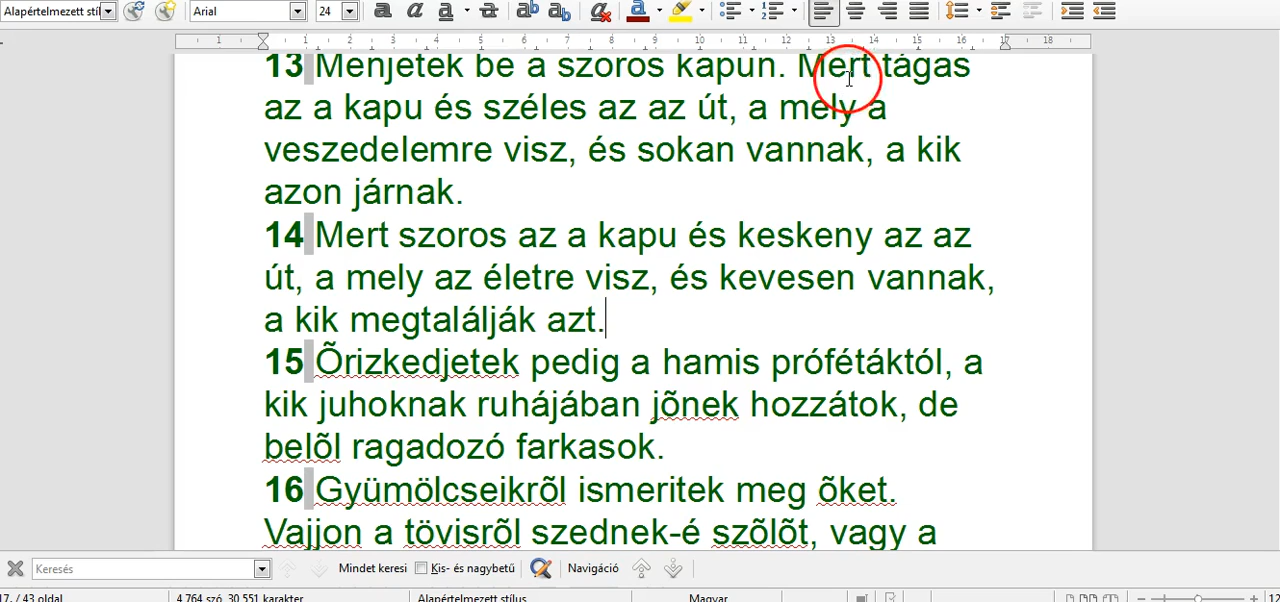 Alapértelmezett stíl Arial 24
1 1 2 3 4 5 6 7 8 9 10 11 12 13 14 15 16 17 18
13 Menjetek be a szoros kapun. Mert tágas
az a kapu és széles az az út, a mely a
veszedelemre visz, és sokan vannak, a kik
azon járnak.
14 Mert szoros az a kapu és keskeny az az
út, a mely az életre visz, és kevesen vannak,
a kik megtalálják azt.
15 Õrizkedjetek pedig a hamis prófétáktól, a
kik juhoknak ruhájában jõnek hozzátok, de
belõl ragadozó farkasok.
16 Gyümölcseikrõl ismeritek meg õket.
Vajjon a tövisrõl szednek-é szõlõt, vagy a
Keresés Mindet keresi Kis- és nagybetű Navigáció
17. / 43 oldal 4 764 szó, 30 551 karakter Alapértelmezett stílus Magyar